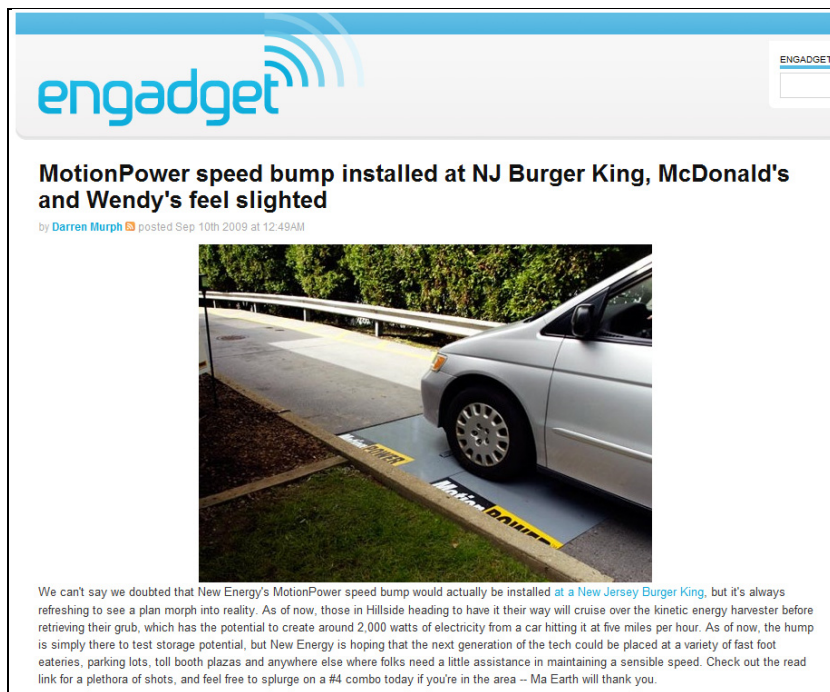 engadget
ENGADGET
MotionPower speed bump installed at NJ Burger King, McDonald's
and Wendy's feel slighted
by Darren Murph posted Sep 10th 2009 at 12:49AM
MotionPOWER
MotionPOWER
We can't say we doubted that New Energy's MotionPower speed bump would actually be installed at a New Jersey Burger King, but it's always
refreshing to see a plan morph into reality. As of now, those in Hillside heading to have it their way will cruise over the kinetic energy harvester before
retrieving their grub, which has the potential to create around 2,000 watts of electricity from a car hitting it at five miles per hour. As of now, the hump
is simply there to test storage potential, but New Energy is hoping that the next generation of the tech could be placed at a variety of fast foot
eateries, parking lots, toll booth plazas and anywhere else where folks need a little assistance in maintaining a sensible speed. Check out the read
link for a plethora of shots, and feel free to splurge on a #4 combo today if you're in the area -- Ma Earth will thank you.